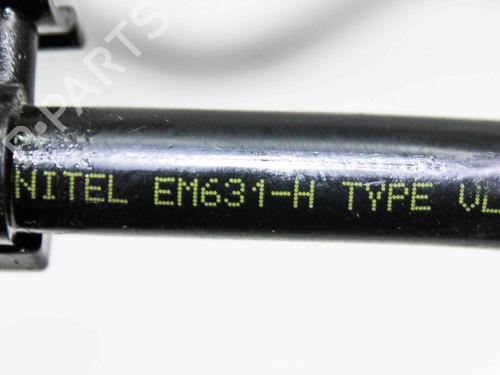 B-PARTS
NITEL EM631-H TYPE VL